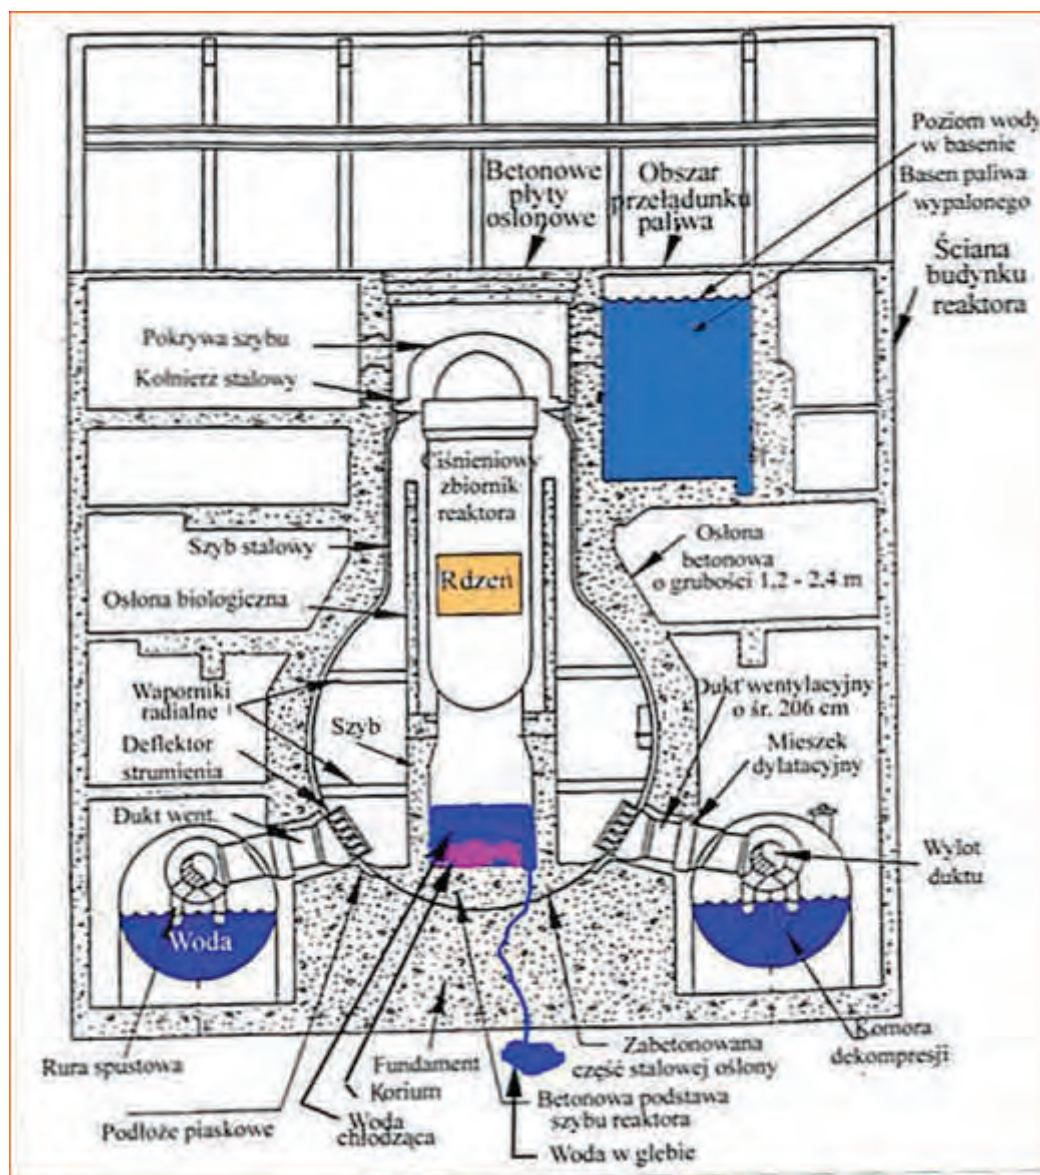 Poziom wody
w basenie
Betonowe
płyty
osłonowe
Obszar
przeładunku
paliwa
Basen paliwa
wypalonego
Ściana
budynku
reaktora
Pokrywa szybu
Kołnierz stalowy
Ciśnieniowy
zbiornik
reaktora
Szyb stalowy
Osłona
betonowa
o grubości 1,2 - 2,4 m
Rdzeń
Osłona biologiczna
Waporniki
radialne
Szyb
Dukt wentylacyjny
o śr. 206 cm
Deflektor
strumienia
Mieszek
dylatacyjny
Dukt went.
Wylot
duktu
Woda
Rura spustowa
Fundament
Korium
Zabetonowana
część stalowej oślony
Komora
dekompresji
Podłoże piaskowe
Woda
chłodząca
Betonowa podstawa
szybu reaktora
Woda w glebie